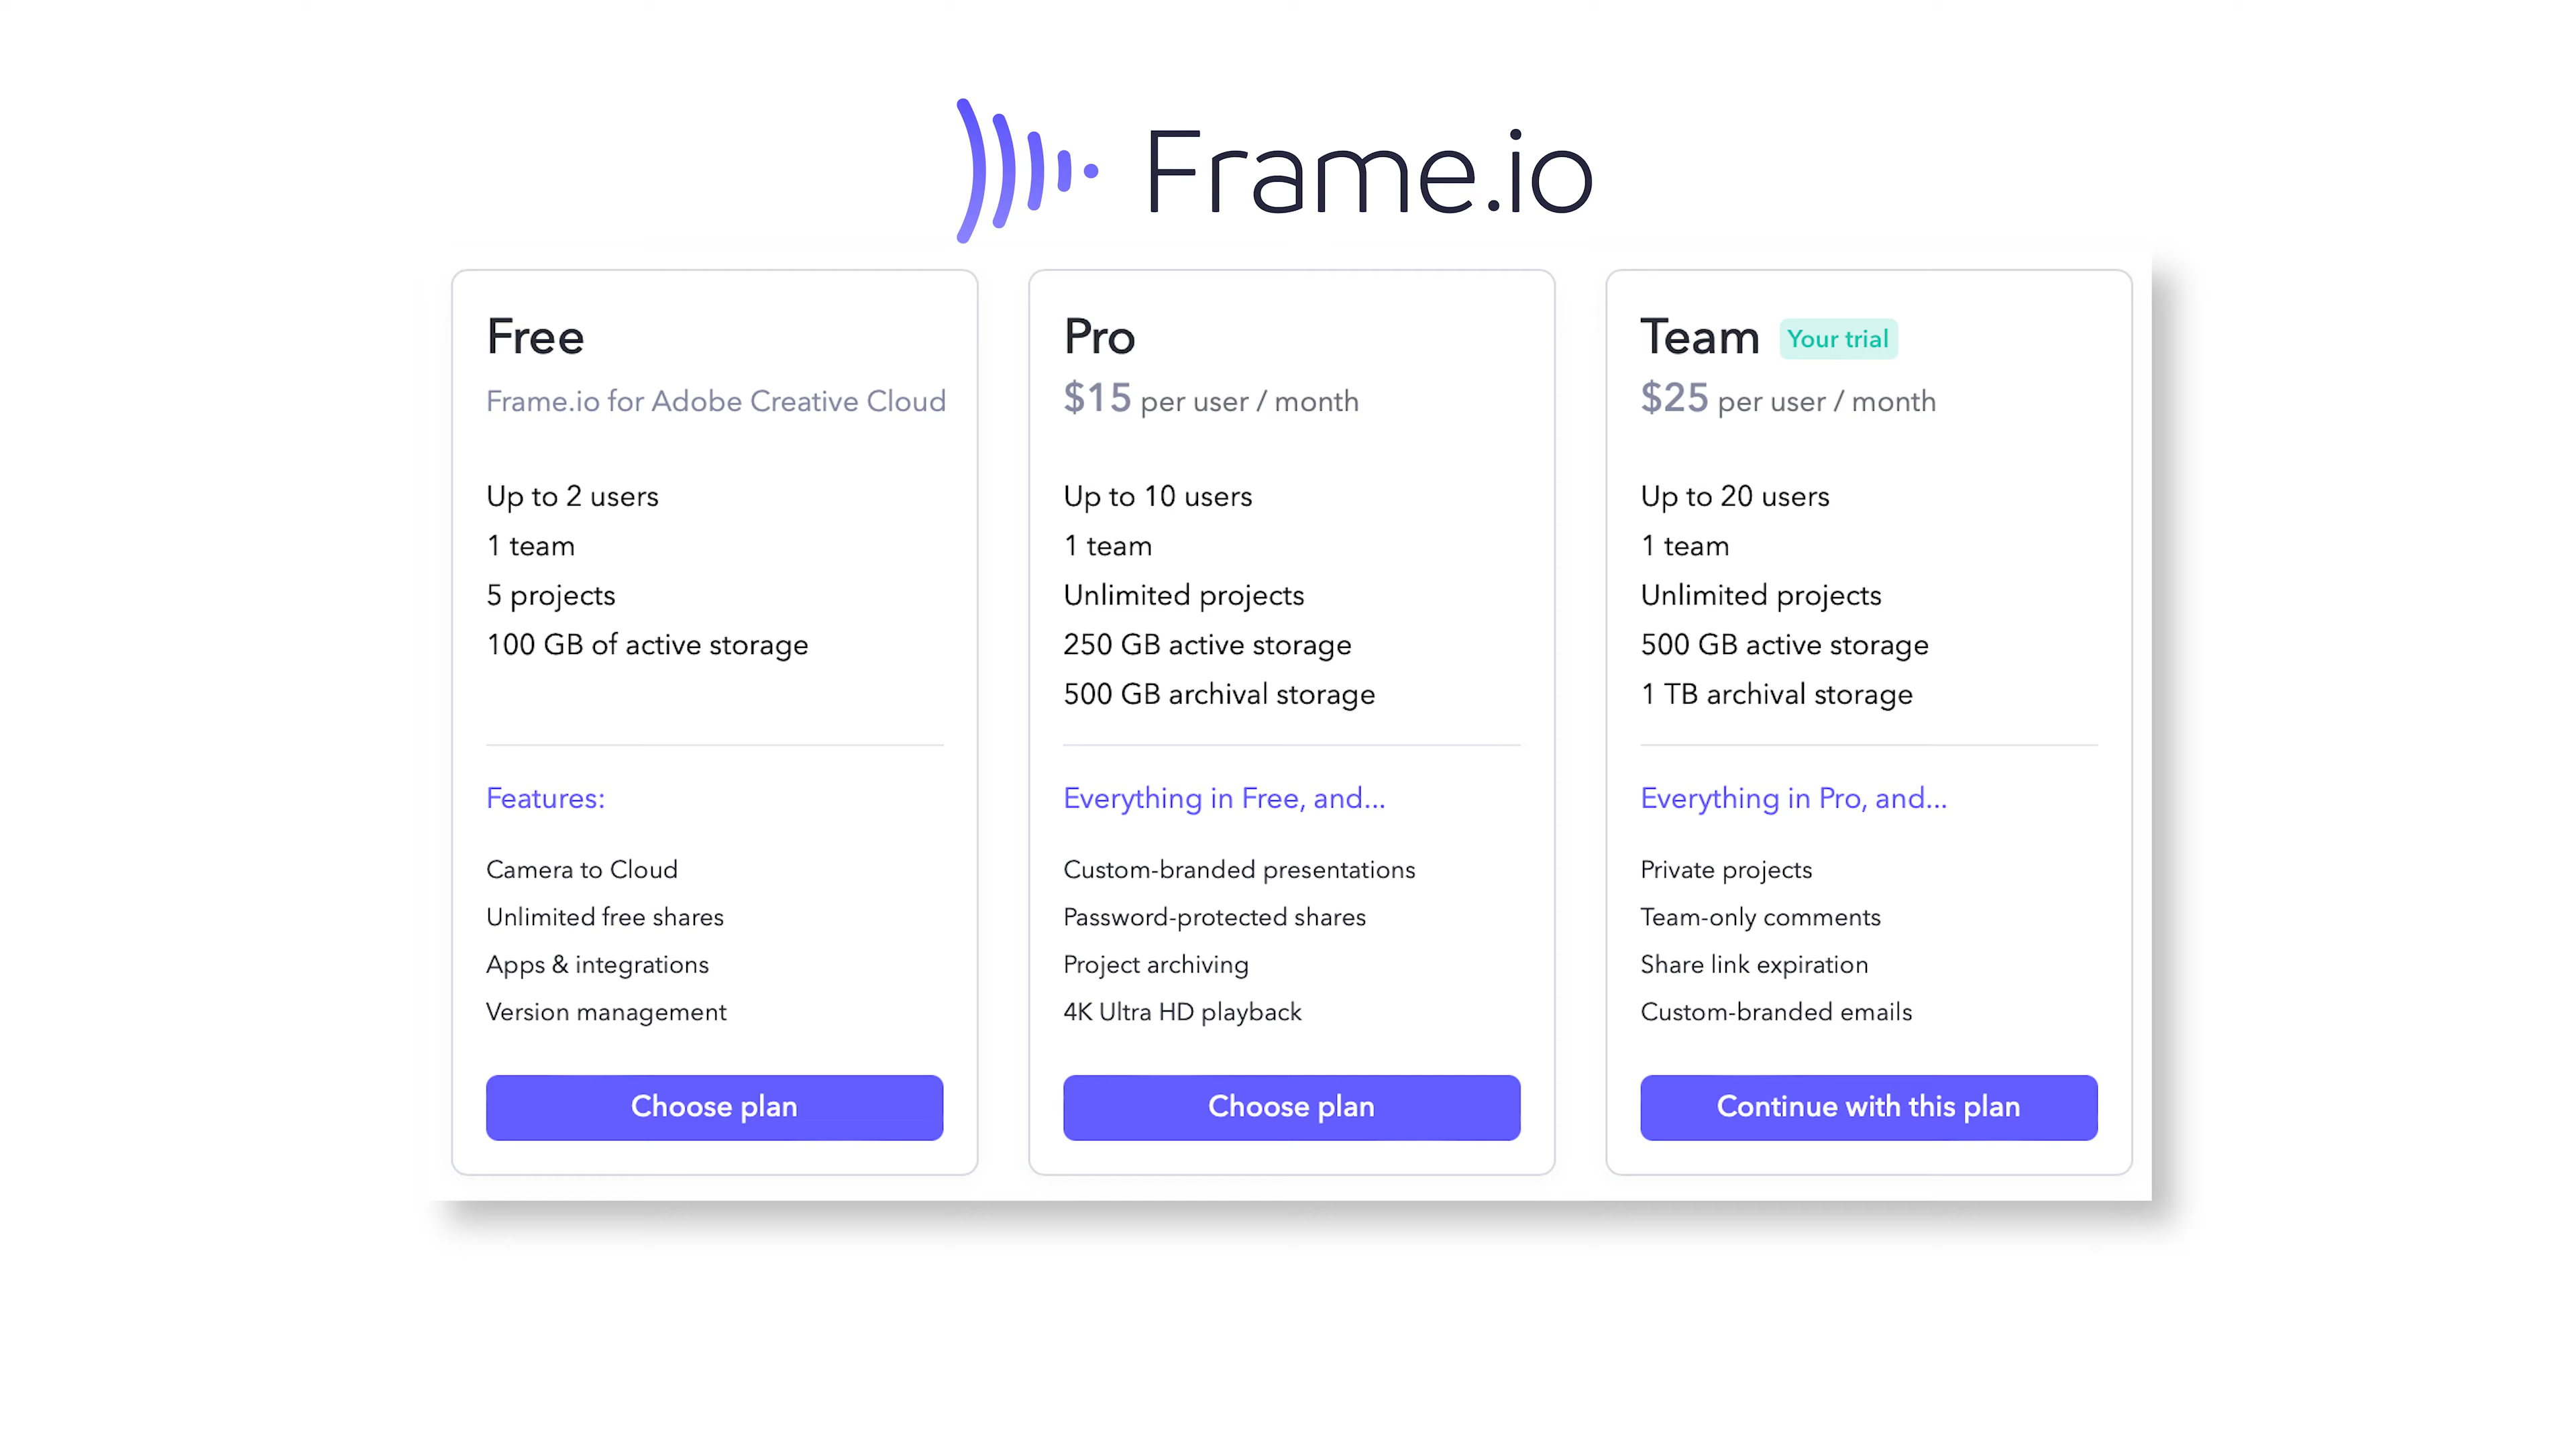 Frame.io
Free
Frame.io for Adobe Creative Cloud
Up to 2 users
1 team
5 projects
100 GB of active storage
Features:
Camera to Cloud
Unlimited free shares
Apps & integrations
Version management
Choose plan
Pro
$15 per user / month
Up to 10 users
1 team
Unlimited projects
250 GB active storage
500 GB archival storage
Everything in Free, and...
Custom-branded presentations
Password-protected shares
Project archiving
4K Ultra HD playback
Choose plan
Team Your trial
$25 per user / month
Up to 20 users
1 team
Unlimited projects
500 GB active storage
1 TB archival storage
Everything in Pro, and...
Private projects
Team-only comments
Share link expiration
Custom-branded emails
Continue with this plan